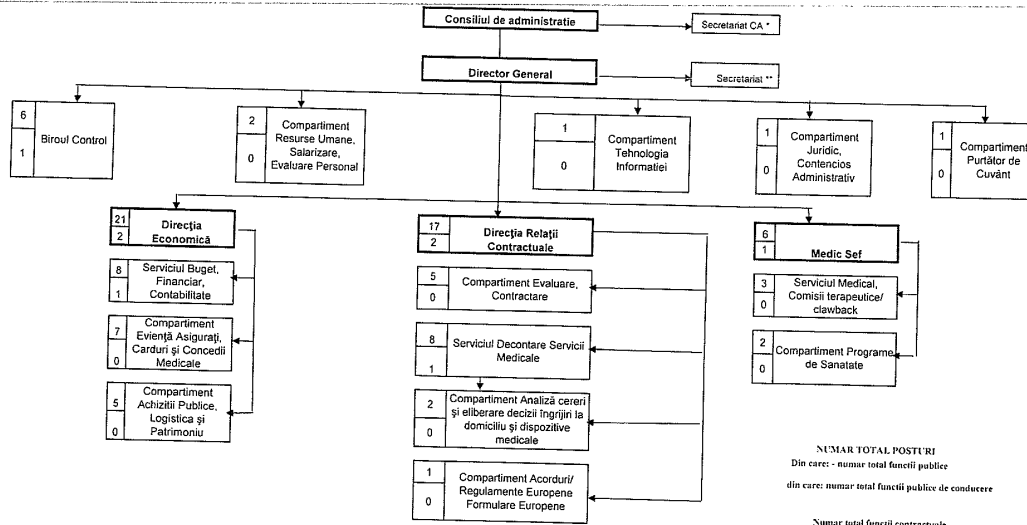 Consiliul de administratie
Secretariat CA *
Director General
Secretariat **
6
1
Biroul Control
2
0
Compartiment
Resurse Umane,
Salarizare,
Evaluare Personal
1
0
Compartiment
Tehnologia
Informatiei
1
0
Compartiment
Juridic,
Contencios
Administrativ
1
0
Compartiment
Purtător de
Cuvânt
21
2
Direcţia
Economică
17
2
Direcţia Relaţii
Contractuale
6
1
Medic Sef
8
1
Serviciul Buget,
Financiar,
Contabilitate
7
0
Compartiment
Evienţă Asiguraţi,
Carduri şi Concedii
Medicale
5
0
Compartiment
Achizitii Publice,
Logistica şi
Patrimoniu
5
0
Compartiment Evaluare,
Contractare
8
1
Serviciul Decontare Servicii
Medicale
2
0
Compartiment Analiză cereri
şi eliberare decizii îngrijiri la
domiciliu şi dispozitive
medicale
1
0
Compartiment Acorduri/
Regulamente Europene
Formulare Europene
3
0
Serviciul Medical,
Comisii terapeutice/
clawback
2
0
Compartiment Programe
de Sanatate
NUMAR TOTAL POSTURI
Din care: - numar total functii publice
din care: numar total functii publice de conducere
Numar total functii contractuale